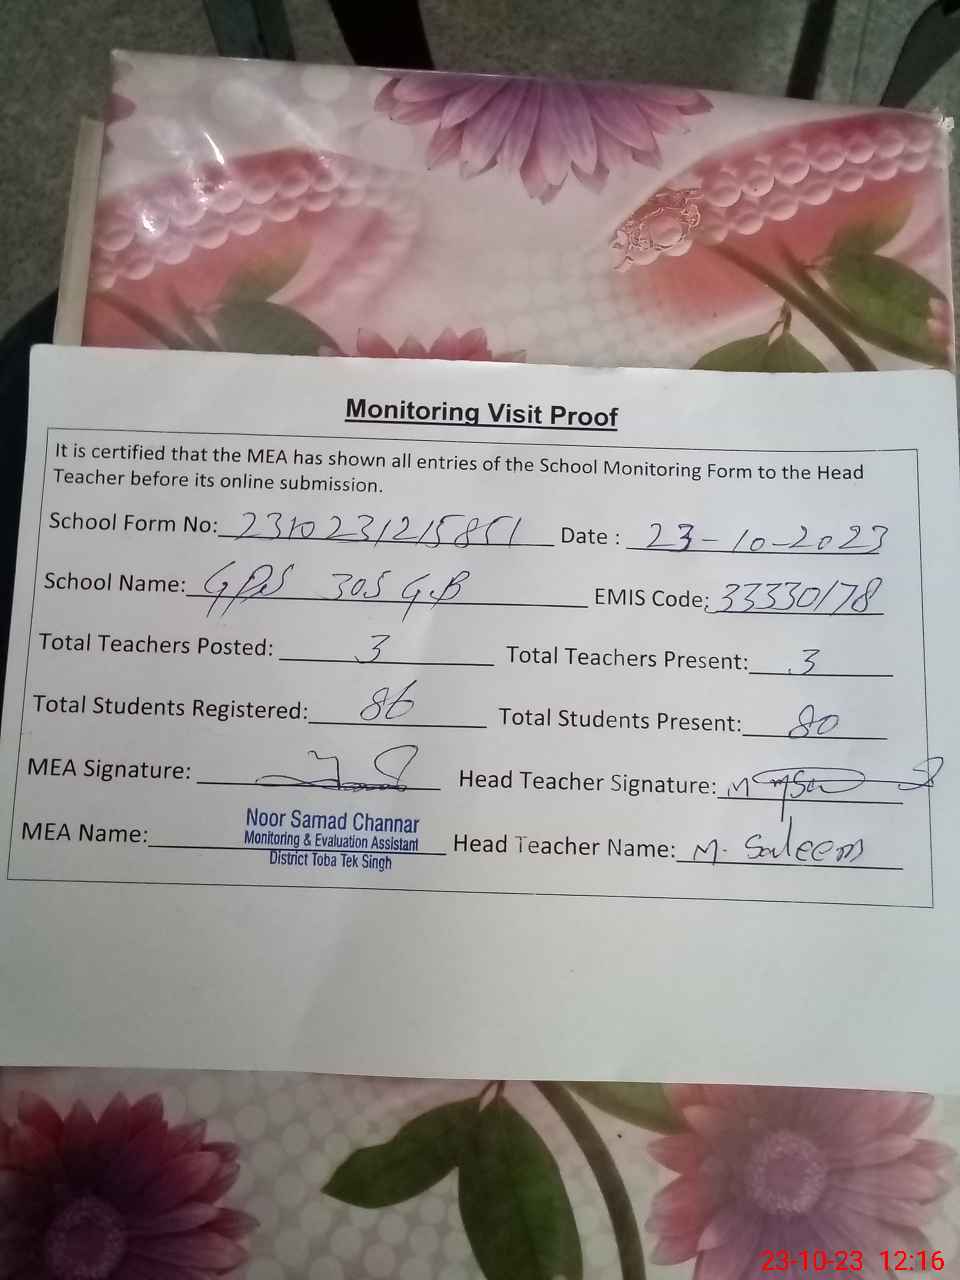 Monitoring Visit Proof
It is certified that the MEA has shown all entries of the School Monitoring Form to the Head
Teacher before its online submission.
School Form No: 2310231215851 Date : 23-10-2023
School Name: GPS 305 GB EMIS Code: 33330178
Total Teachers Posted: 3 Total Teachers Present: 3
Total Students Registered: 86 Total Students Present: 80
MEA Signature: Head Teacher Signature:
Noor Samad Channar
Monitoring & Evaluation Assistant
District Toba Tek Singh
MEA Name: Head Teacher Name: M. Saleem
23-10-23 12:16